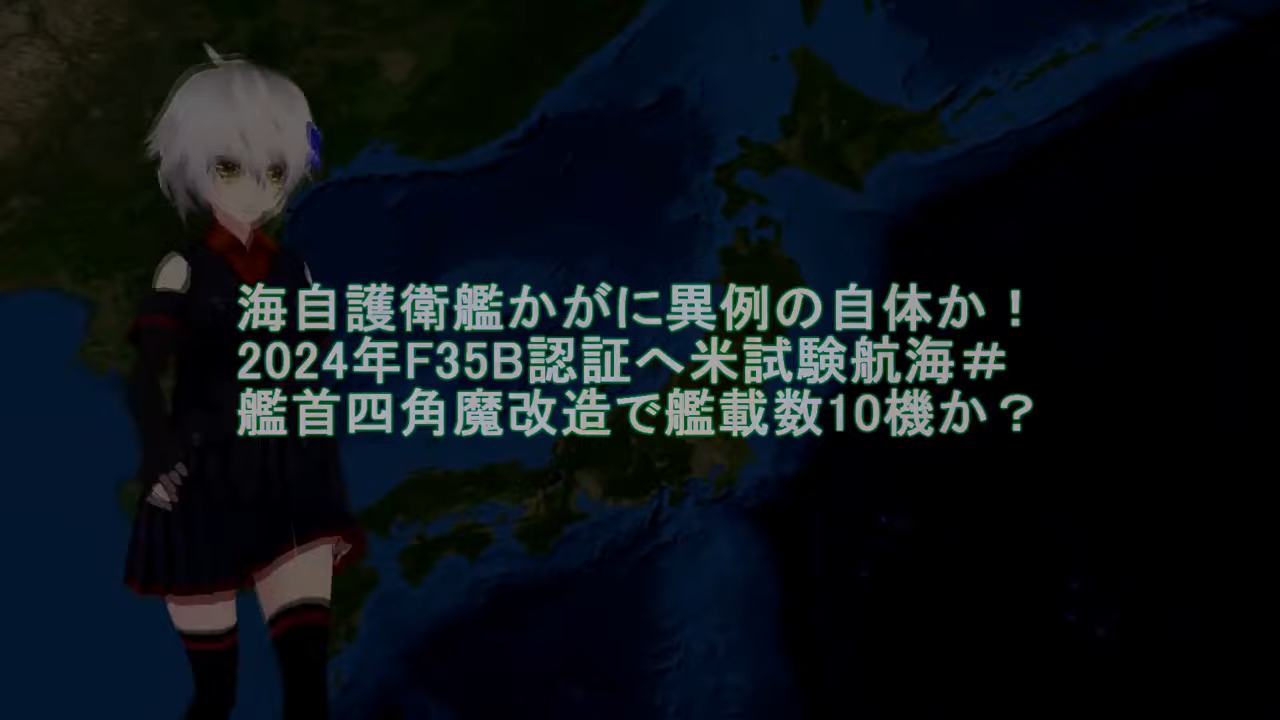 海自護衛艦かがに異例の自体か！
2024年F35B認証へ米試験航海＃
艦首四角魔改造で艦載数10機か？